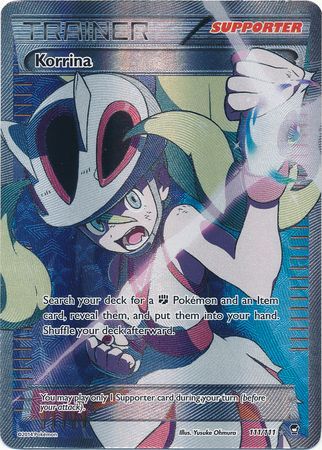 TRAINER
SUPPORTER
Korrina
Search your deck for a Pokémon and an Item
card, reveal them, and put them into your hand.
Shuffle your deck afterward.
You may play only 1 Supporter card during your turn (before
your attack).
©2014 Pokémon
Illus. Yusuke Ohmura
111/111